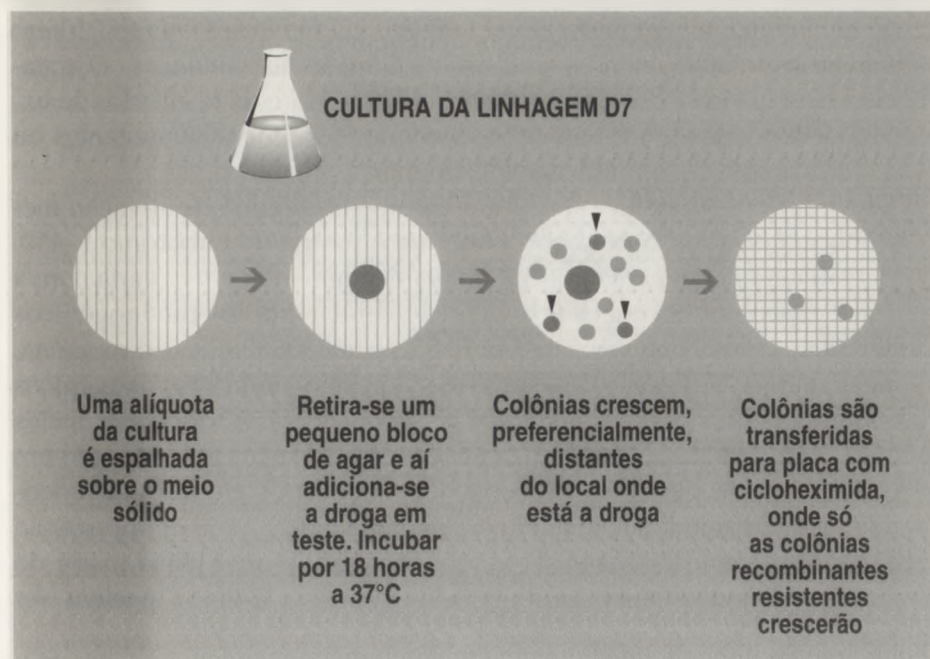 CULTURA DA LINHAGEM D7
Uma alíquota
da cultura
é espalhada
sobre o meio
sólido
Retira-se um
pequeno bloco
de agar e aí
adiciona-se
a droga em
teste. Incubar
por 18 horas
a 37°C
Colônias crescem,
preferencialmente,
distantes
do local onde
está a droga
Colônias são
transferidas
para placa com
cicloheximida,
onde só
as colônias
recombinantes
resistentes
crescerão